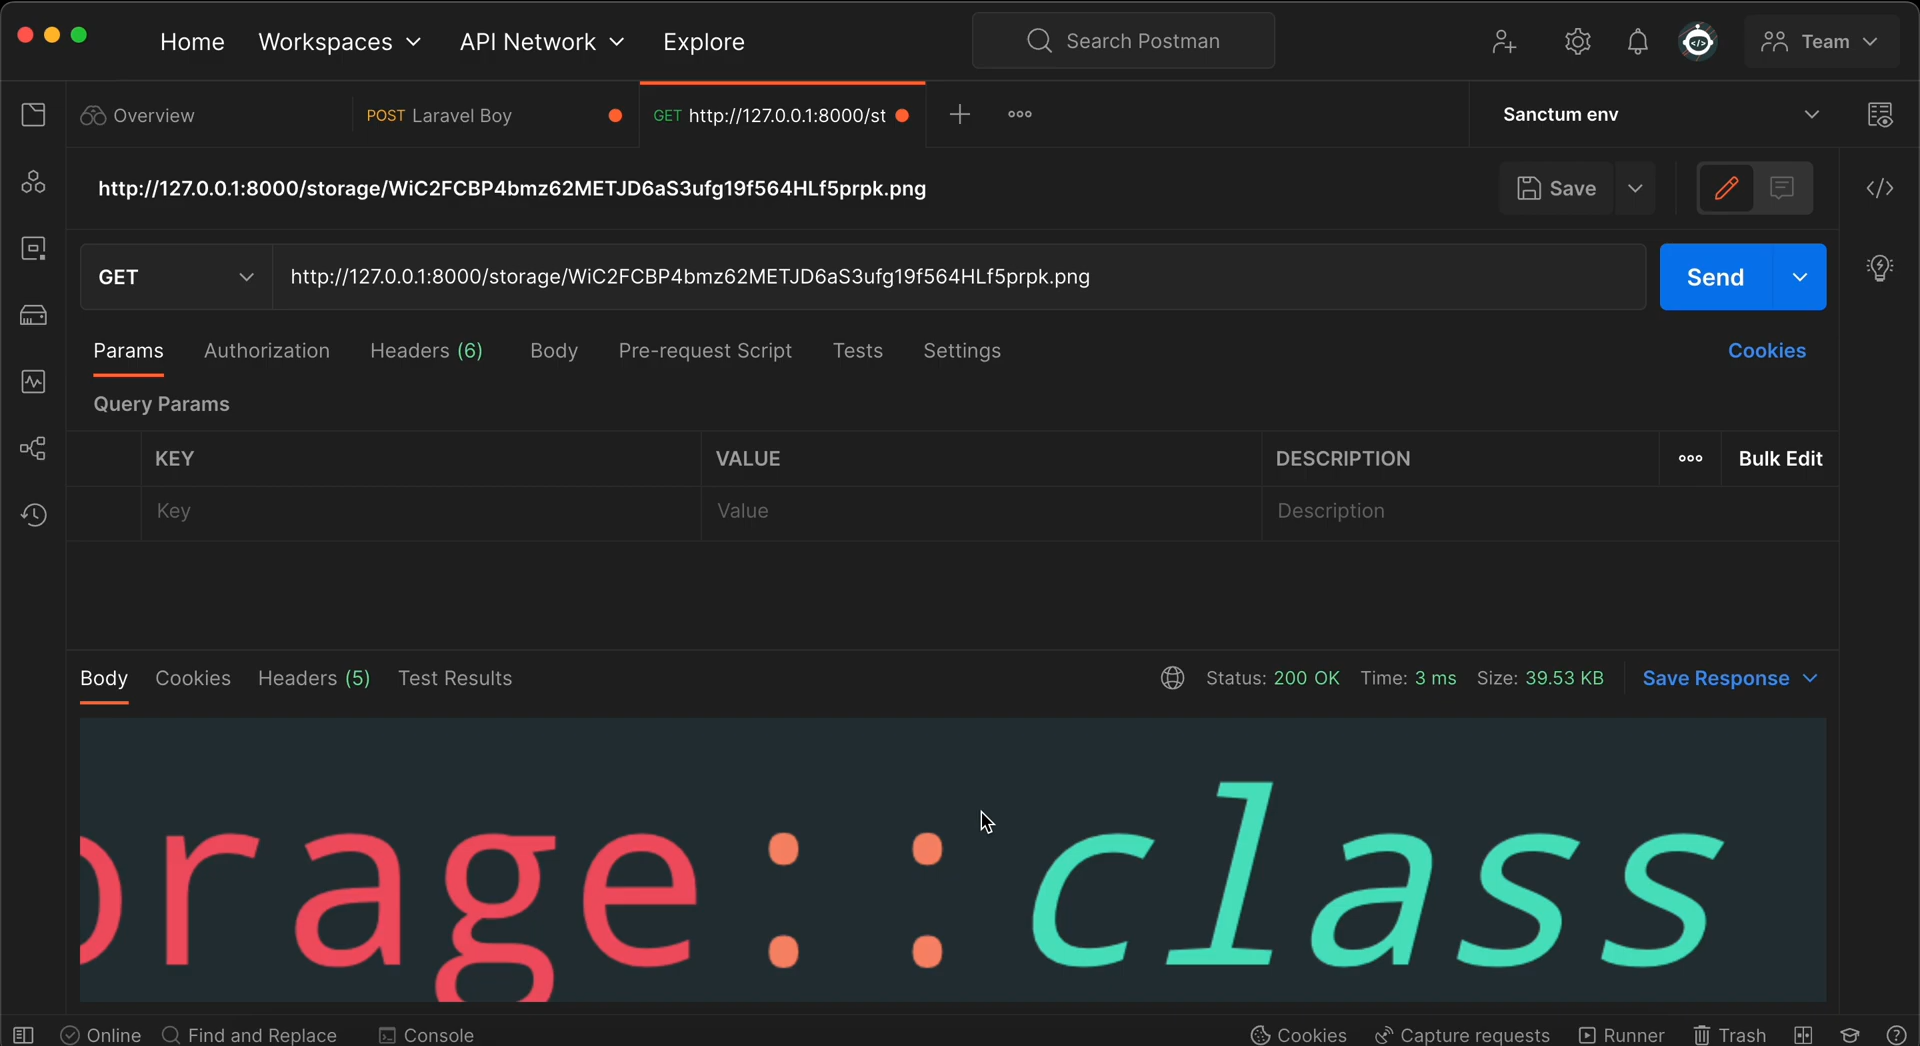 Home Workspaces API Network Explore Search Postman Team
Overview POST Laravel Boy GET http://127.0.0.1:8000/st Sanctum env
http://127.0.0.1:8000/storage/WiC2FCBP4bmz62METJD6aS3ufg19f564HLf5prpk.png Save
GET http://127.0.0.1:8000/storage/WiC2FCBP4bmz62METJD6aS3ufg19f564HLf5prpk.png Send
Params Authorization Headers (6) Body Pre-request Script Tests Settings Cookies
Query Params
KEY VALUE DESCRIPTION Bulk Edit
Key Value Description
Body Cookies Headers (5) Test Results Status: 200 OK Time: 3 ms Size: 39.53 KB Save Response
orage::class
Online Find and Replace Console Cookies Capture requests Runner Trash